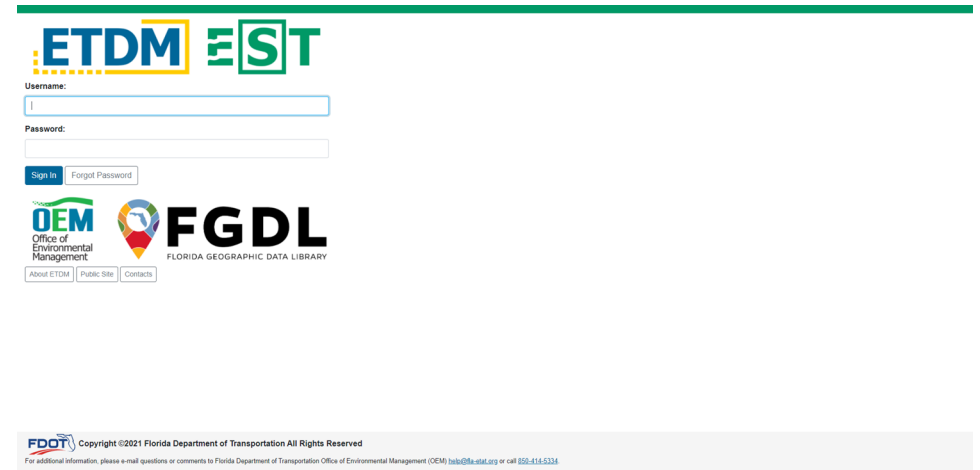 ETDM EST
Username:
Password:
Sign In Forgot Password
OEM
Office of
Environmental
Management
FGDL
FLORIDA GEOGRAPHIC DATA LIBRARY
About ETDM Public Site Contacts
FDOT Copyright ©2021 Florida Department of Transportation All Rights Reserved
For additional information, please e-mail questions or comments to Florida Department of Transportation Office of Environmental Management (OEM) help@fla-etat.org or call 850-414-5334.